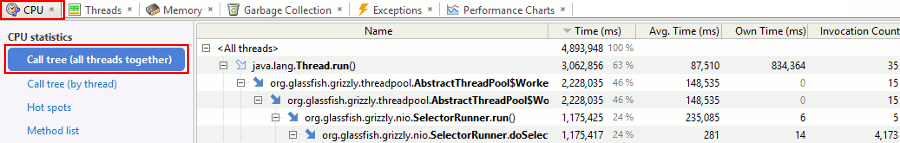 CPU × Threads × Memory × Garbage Collection × Exceptions × Performance Charts ×
CPU statistics
Call tree (all threads together)
Call tree (by thread)
Hot spots
Method list
Name Time (ms) Avg. Time (ms) Own Time (ms) Invocation Count
<All threads> 4,893,948 100 %
java.lang.Thread.run() 3,062,856 63 % 87,510 834,364 35
org.glassfish.grizzly.threadpool.AbstractThreadPool$Worke 2,228,035 46 % 148,535 0 15
org.glassfish.grizzly.threadpool.AbstractThreadPool$Wo 2,228,035 46 % 148,535 0 15
org.glassfish.grizzly.nio.SelectorRunner.run() 1,175,425 24 % 235,085 6 5
org.glassfish.grizzly.nio.SelectorRunner.doSelec 1,175,417 24 % 281 14 4,173